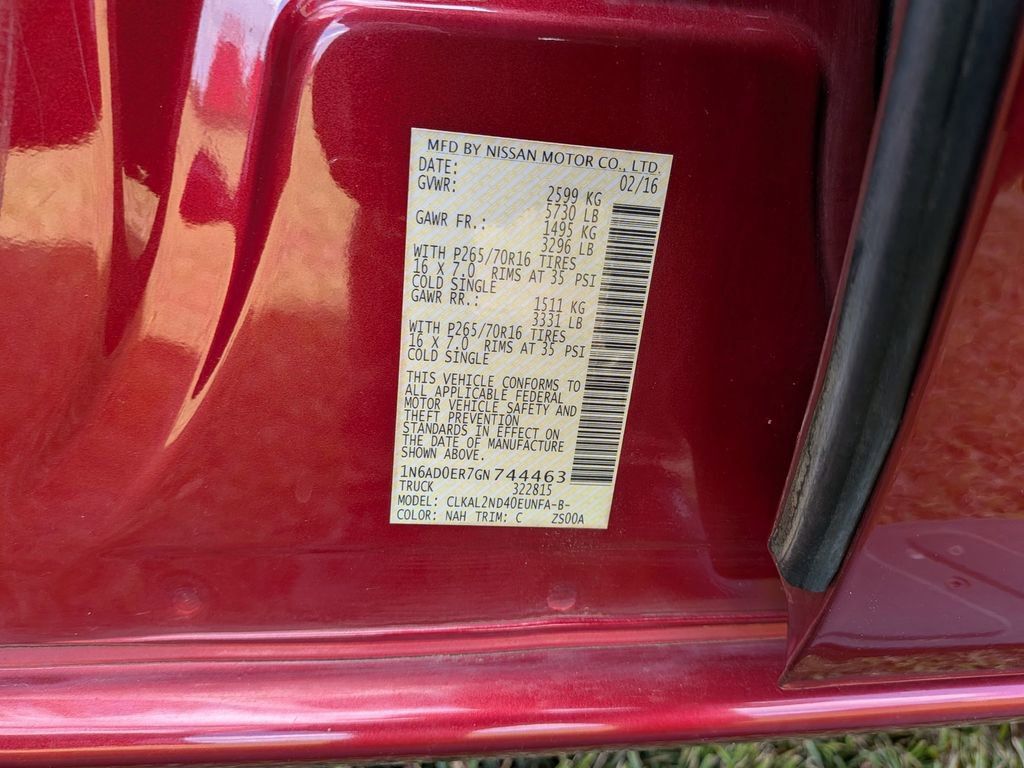 MFD BY NISSAN MOTOR CO., LTD.
DATE: 02/16
GVWR: 2599 KG
5730 LB
GAWR FR.: 1495 KG
3296 LB
WITH P265/70R16 TIRES
16 X 7.0 RIMS AT 35 PSI
COLD SINGLE
GAWR RR.: 1511 KG
3331 LB
WITH P265/70R16 TIRES
16 X 7.0 RIMS AT 35 PSI
COLD SINGLE
THIS VEHICLE CONFORMS TO
ALL APPLICABLE FEDERAL
MOTOR VEHICLE SAFETY AND
THEFT PREVENTION
STANDARDS IN EFFECT ON
THE DATE OF MANUFACTURE
SHOWN ABOVE.
1N6AD0ER7GN744463
TRUCK 322815
MODEL: CLKAL2ND40EUNFA-B-
COLOR: NAH TRIM: C ZS00A